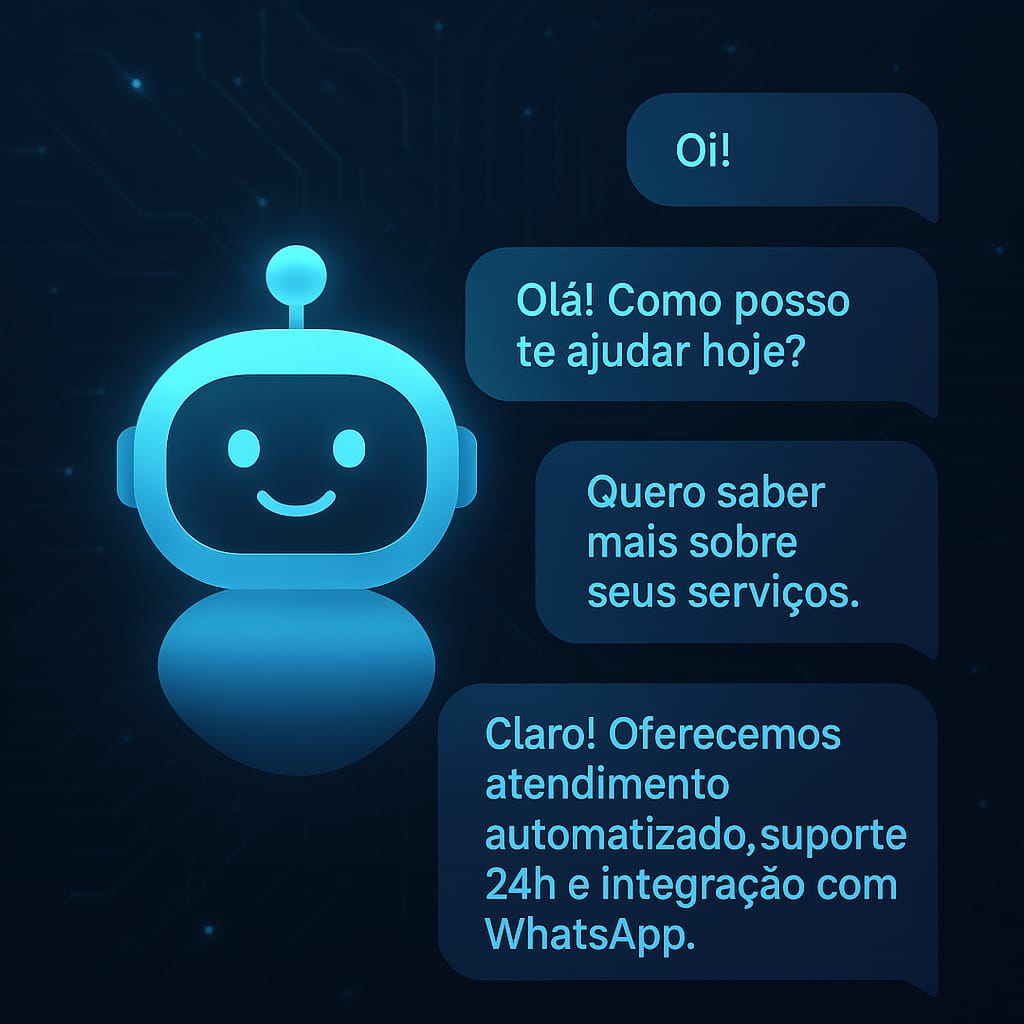 Oi!
Olá! Como posso
te ajudar hoje?
Quero saber
mais sobre
seus serviços.
Claro! Oferecemos
atendimento
automatizado, suporte
24h e integraçăo com
WhatsApp.